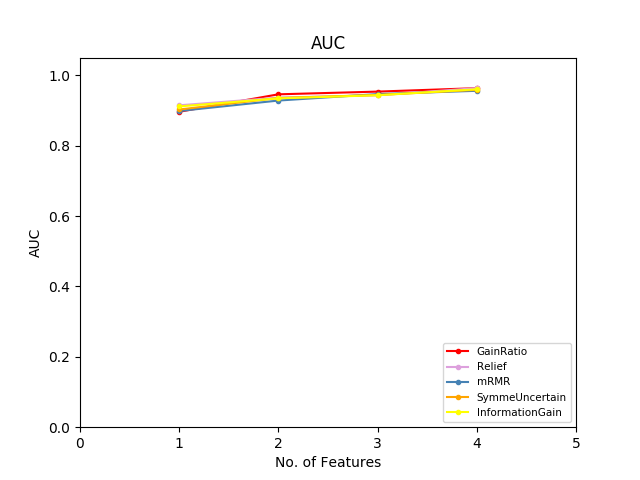 AUC
1.0
0.8
0.6
0.4
0.2
0.0
AUC
0 1 2 3 4 5
No. of Features
GainRatio
Relief
mRMR
SymmeUncertain
InformationGain